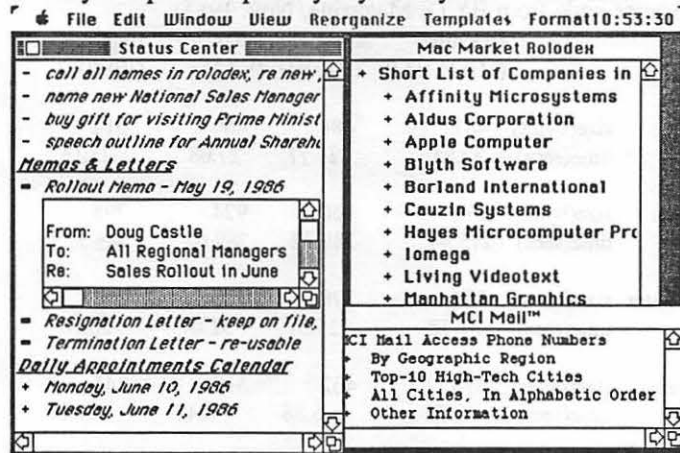 File Edit Window View Reorganize Templates Format 10:53:30
Status Center
- call all names in rolodex, re new,
- name new National Sales Manager
- buy gift for visiting Prime Minist
- speech outline for Annual Shareho
Memos & Letters
- Rollout Memo - May 19, 1986
From: Doug Castle
To: All Regional Managers
Re: Sales Rollout in June
- Resignation Letter - keep on file,
- Termination Letter - re-usable
Daily Appointments Calendar
+ Monday, June 10, 1986
+ Tuesday, June 11, 1986
Mac Market Rolodex
+ Short List of Companies in
+ Affinity Microsystems
+ Aldus Corporation
+ Apple Computer
+ Blyth Software
+ Borland International
+ Cauzin Systems
+ Hayes Microcomputer Pro
+ Iomega
+ Living Videotext
+ Manhattan Graphics
MCI Mail™
CI Mail Access Phone Numbers
+ By Geographic Region
+ Top-10 High-Tech Cities
+ All Cities, In Alphabetic Order
+ Other Information